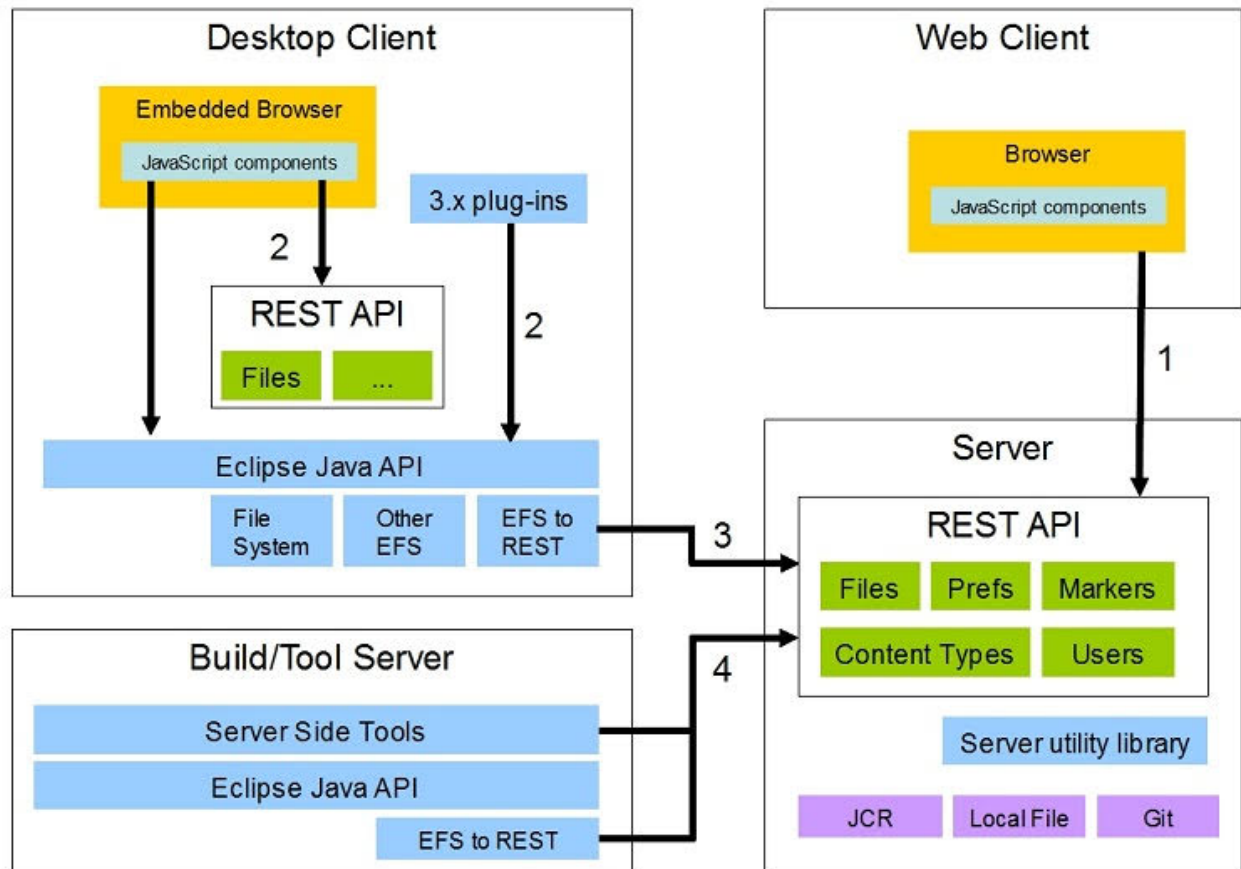 Desktop Client
Embedded Browser
JavaScript components
3.x plug-ins
2
REST API
2
Files
...
Eclipse Java API
File
System
Other
EFS
EFS to
REST
Web Client
Browser
JavaScript components
1
3
Server
REST API
Files
Prefs
Markers
Content Types
Users
Server utility library
JCR
Local File
Git
Build/Tool Server
4
Server Side Tools
Eclipse Java API
EFS to REST